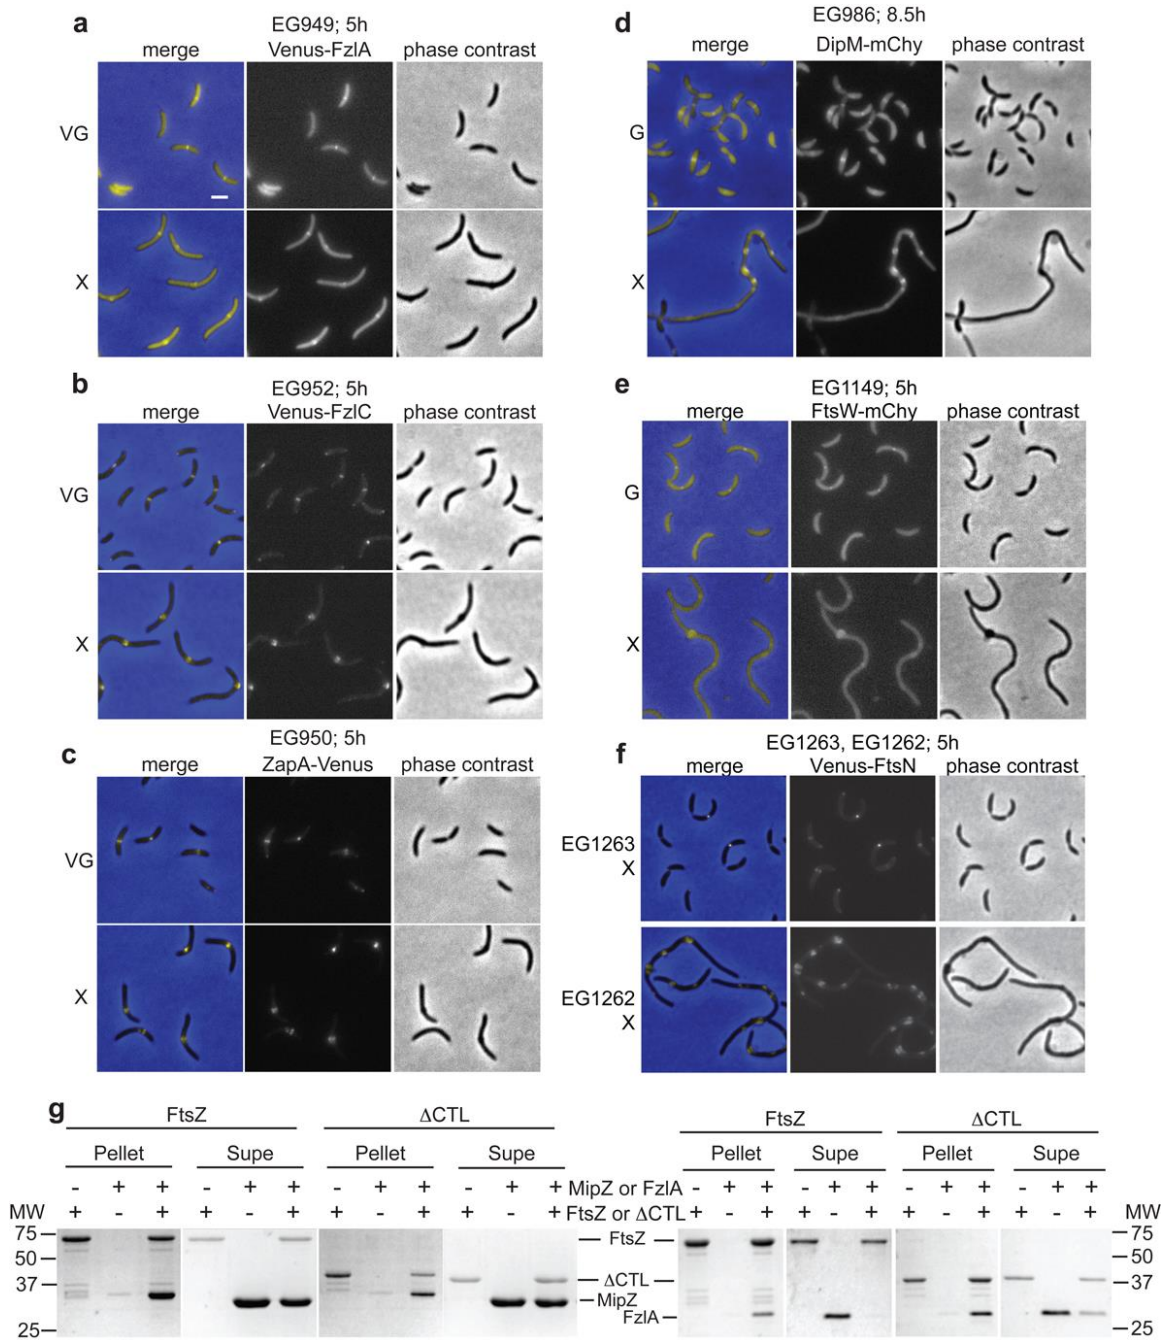 a
EG949; 5h
merge Venus-FzlA phase contrast
VG
X
b
EG952; 5h
merge Venus-FzlC phase contrast
VG
X
c
EG950; 5h
merge ZapA-Venus phase contrast
VG
X
d
EG986; 8.5h
merge DipM-mChy phase contrast
G
X
e
EG1149; 5h
merge FtsW-mChy phase contrast
G
X
f
EG1263, EG1262; 5h
merge Venus-FtsN phase contrast
EG1263
X
EG1262
X
g
FtsZ ΔCTL FtsZ ΔCTL
Pellet Supe Pellet Supe Pellet Supe Pellet Supe
- + + - + + - + + - + + MipZ or FzlA - + + - + + - + + - + +
MW + - + + - + + - + + - + FtsZ or ΔCTL + - + + - + + - + + - + MW
75 FtsZ 75
50 50
37 ΔCTL 37
MipZ
FzlA
25 25